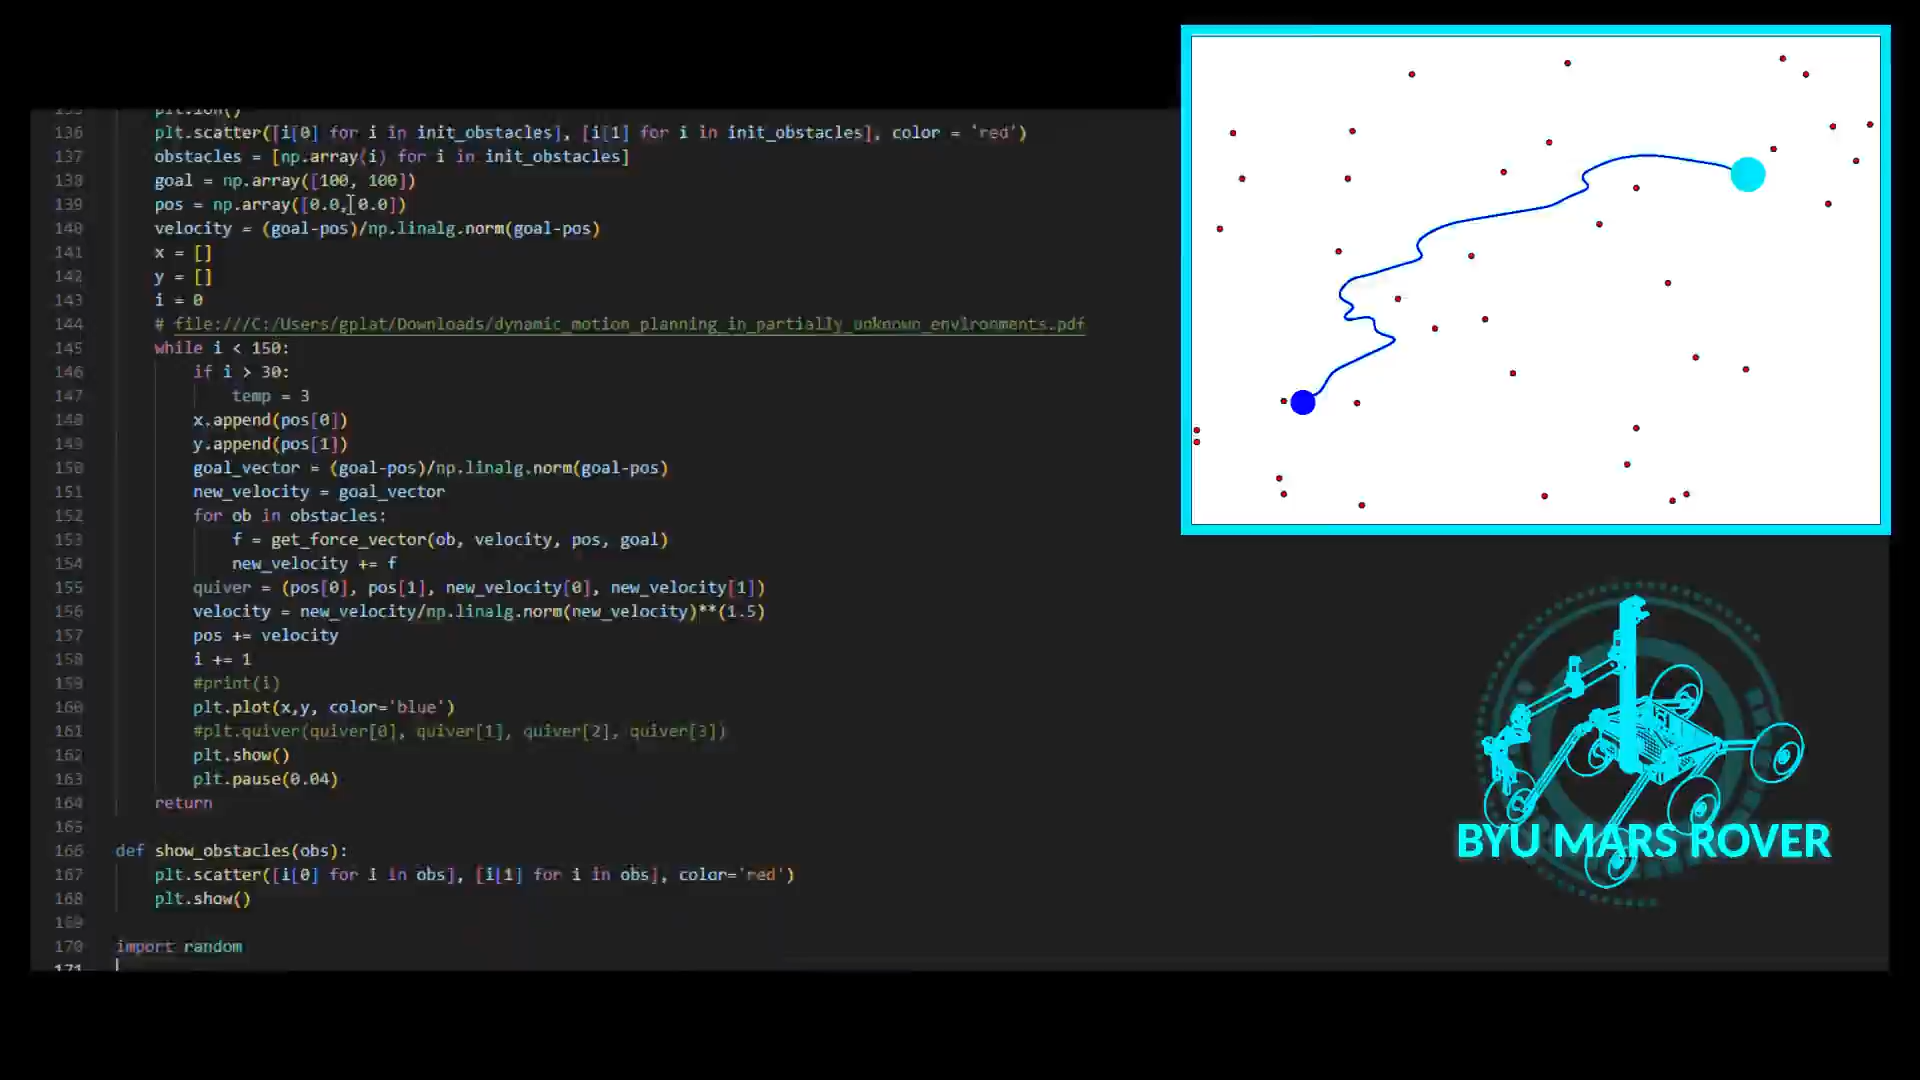 135 plt.ion()
136 plt.scatter([i[0] for i in init_obstacles], [i[1] for i in init_obstacles], color = 'red')
137 obstacles = [np.array(i) for i in init_obstacles]
138 goal = np.array([100, 100])
139 pos = np.array([0.0, 0.0])
140 velocity = (goal-pos)/np.linalg.norm(goal-pos)
141 x = []
142 y = []
143 i = 0
144 # file:///C:/Users/gplat/Downloads/dynamic_motion_planning_in_partially_unknown_environments.pdf
145 while i < 150:
146 if i > 30:
147 temp = 3
148 x.append(pos[0])
149 y.append(pos[1])
150 goal_vector = (goal-pos)/np.linalg.norm(goal-pos)
151 new_velocity = goal_vector
152 for ob in obstacles:
153 f = get_force_vector(ob, velocity, pos, goal)
154 new_velocity += f
155 quiver = (pos[0], pos[1], new_velocity[0], new_velocity[1])
156 velocity = new_velocity/np.linalg.norm(new_velocity)**(1.5)
157 pos += velocity
158 i += 1
159 #print(i)
160 plt.plot(x,y, color='blue')
161 #plt.quiver(quiver[0], quiver[1], quiver[2], quiver[3])
162 plt.show()
163 plt.pause(0.04)
164 return
165
166 def show_obstacles(obs):
167 plt.scatter([i[0] for i in obs], [i[1] for i in obs], color='red')
168 plt.show()
169
170 import random
171
BYU MARS ROVER